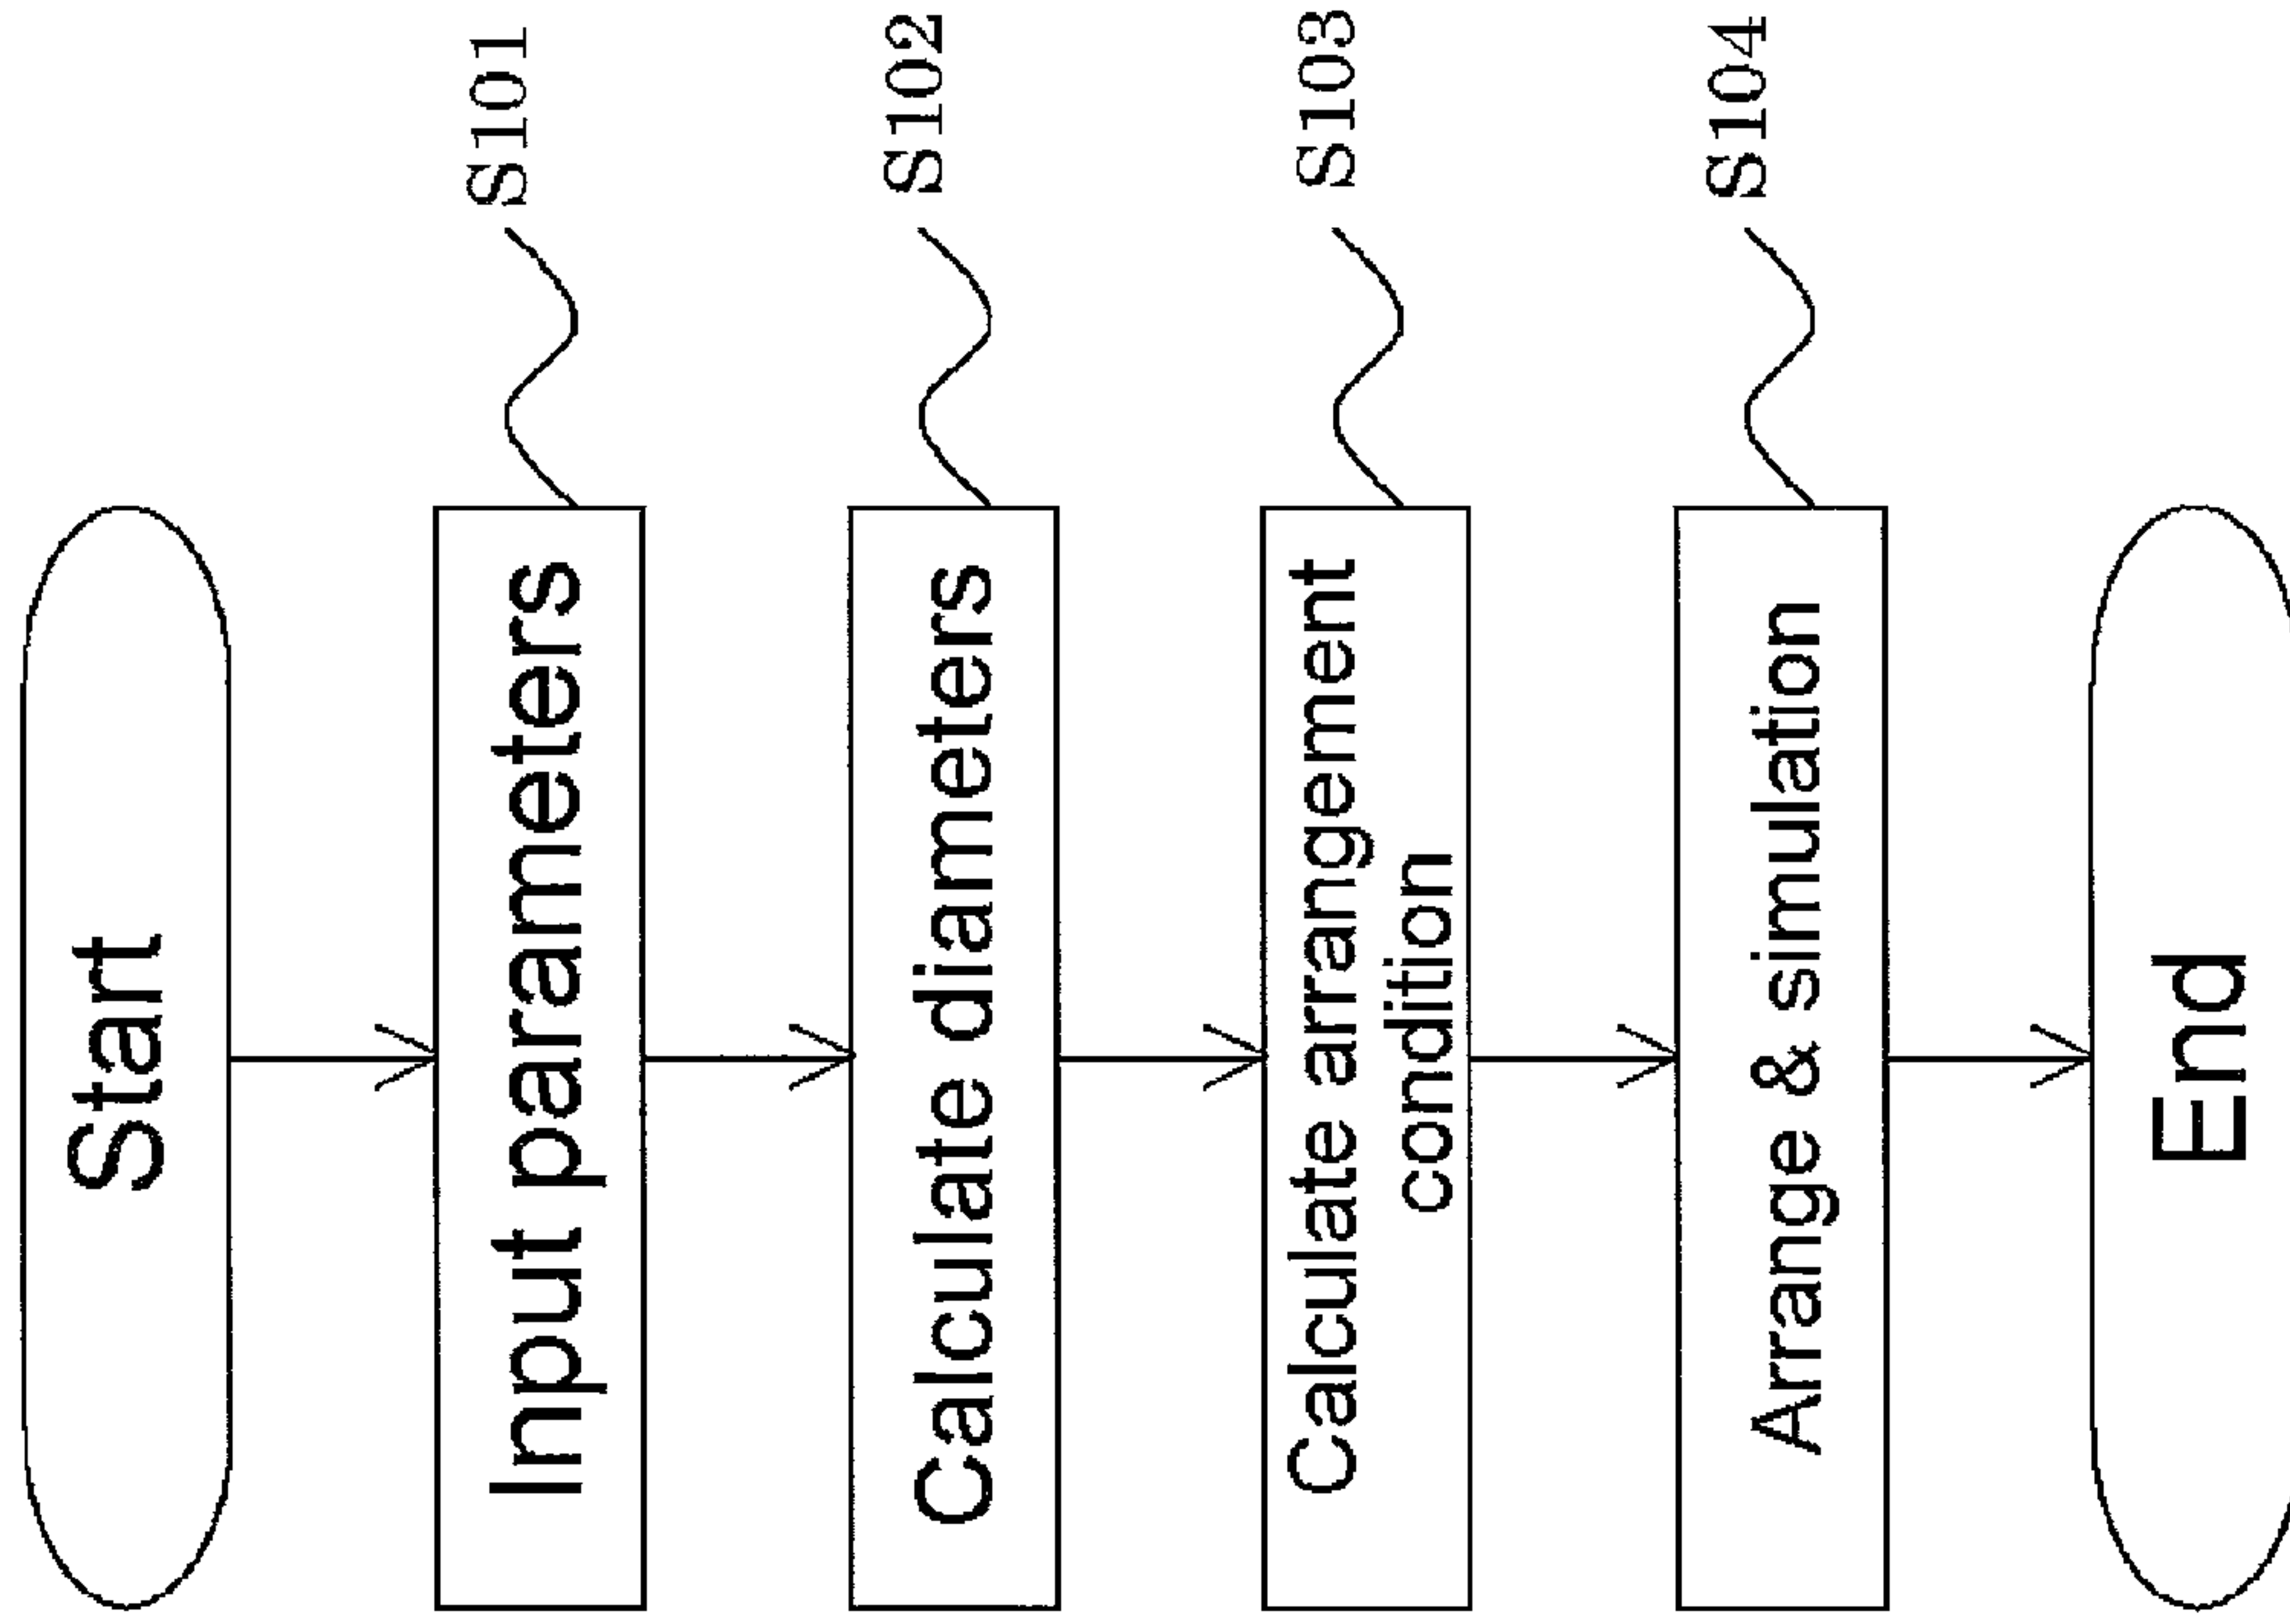 Start
Input parameters
S101
Calculate diameters
S102
Calculate arrangement
condition
S103
Arrange & simulation
S104
End